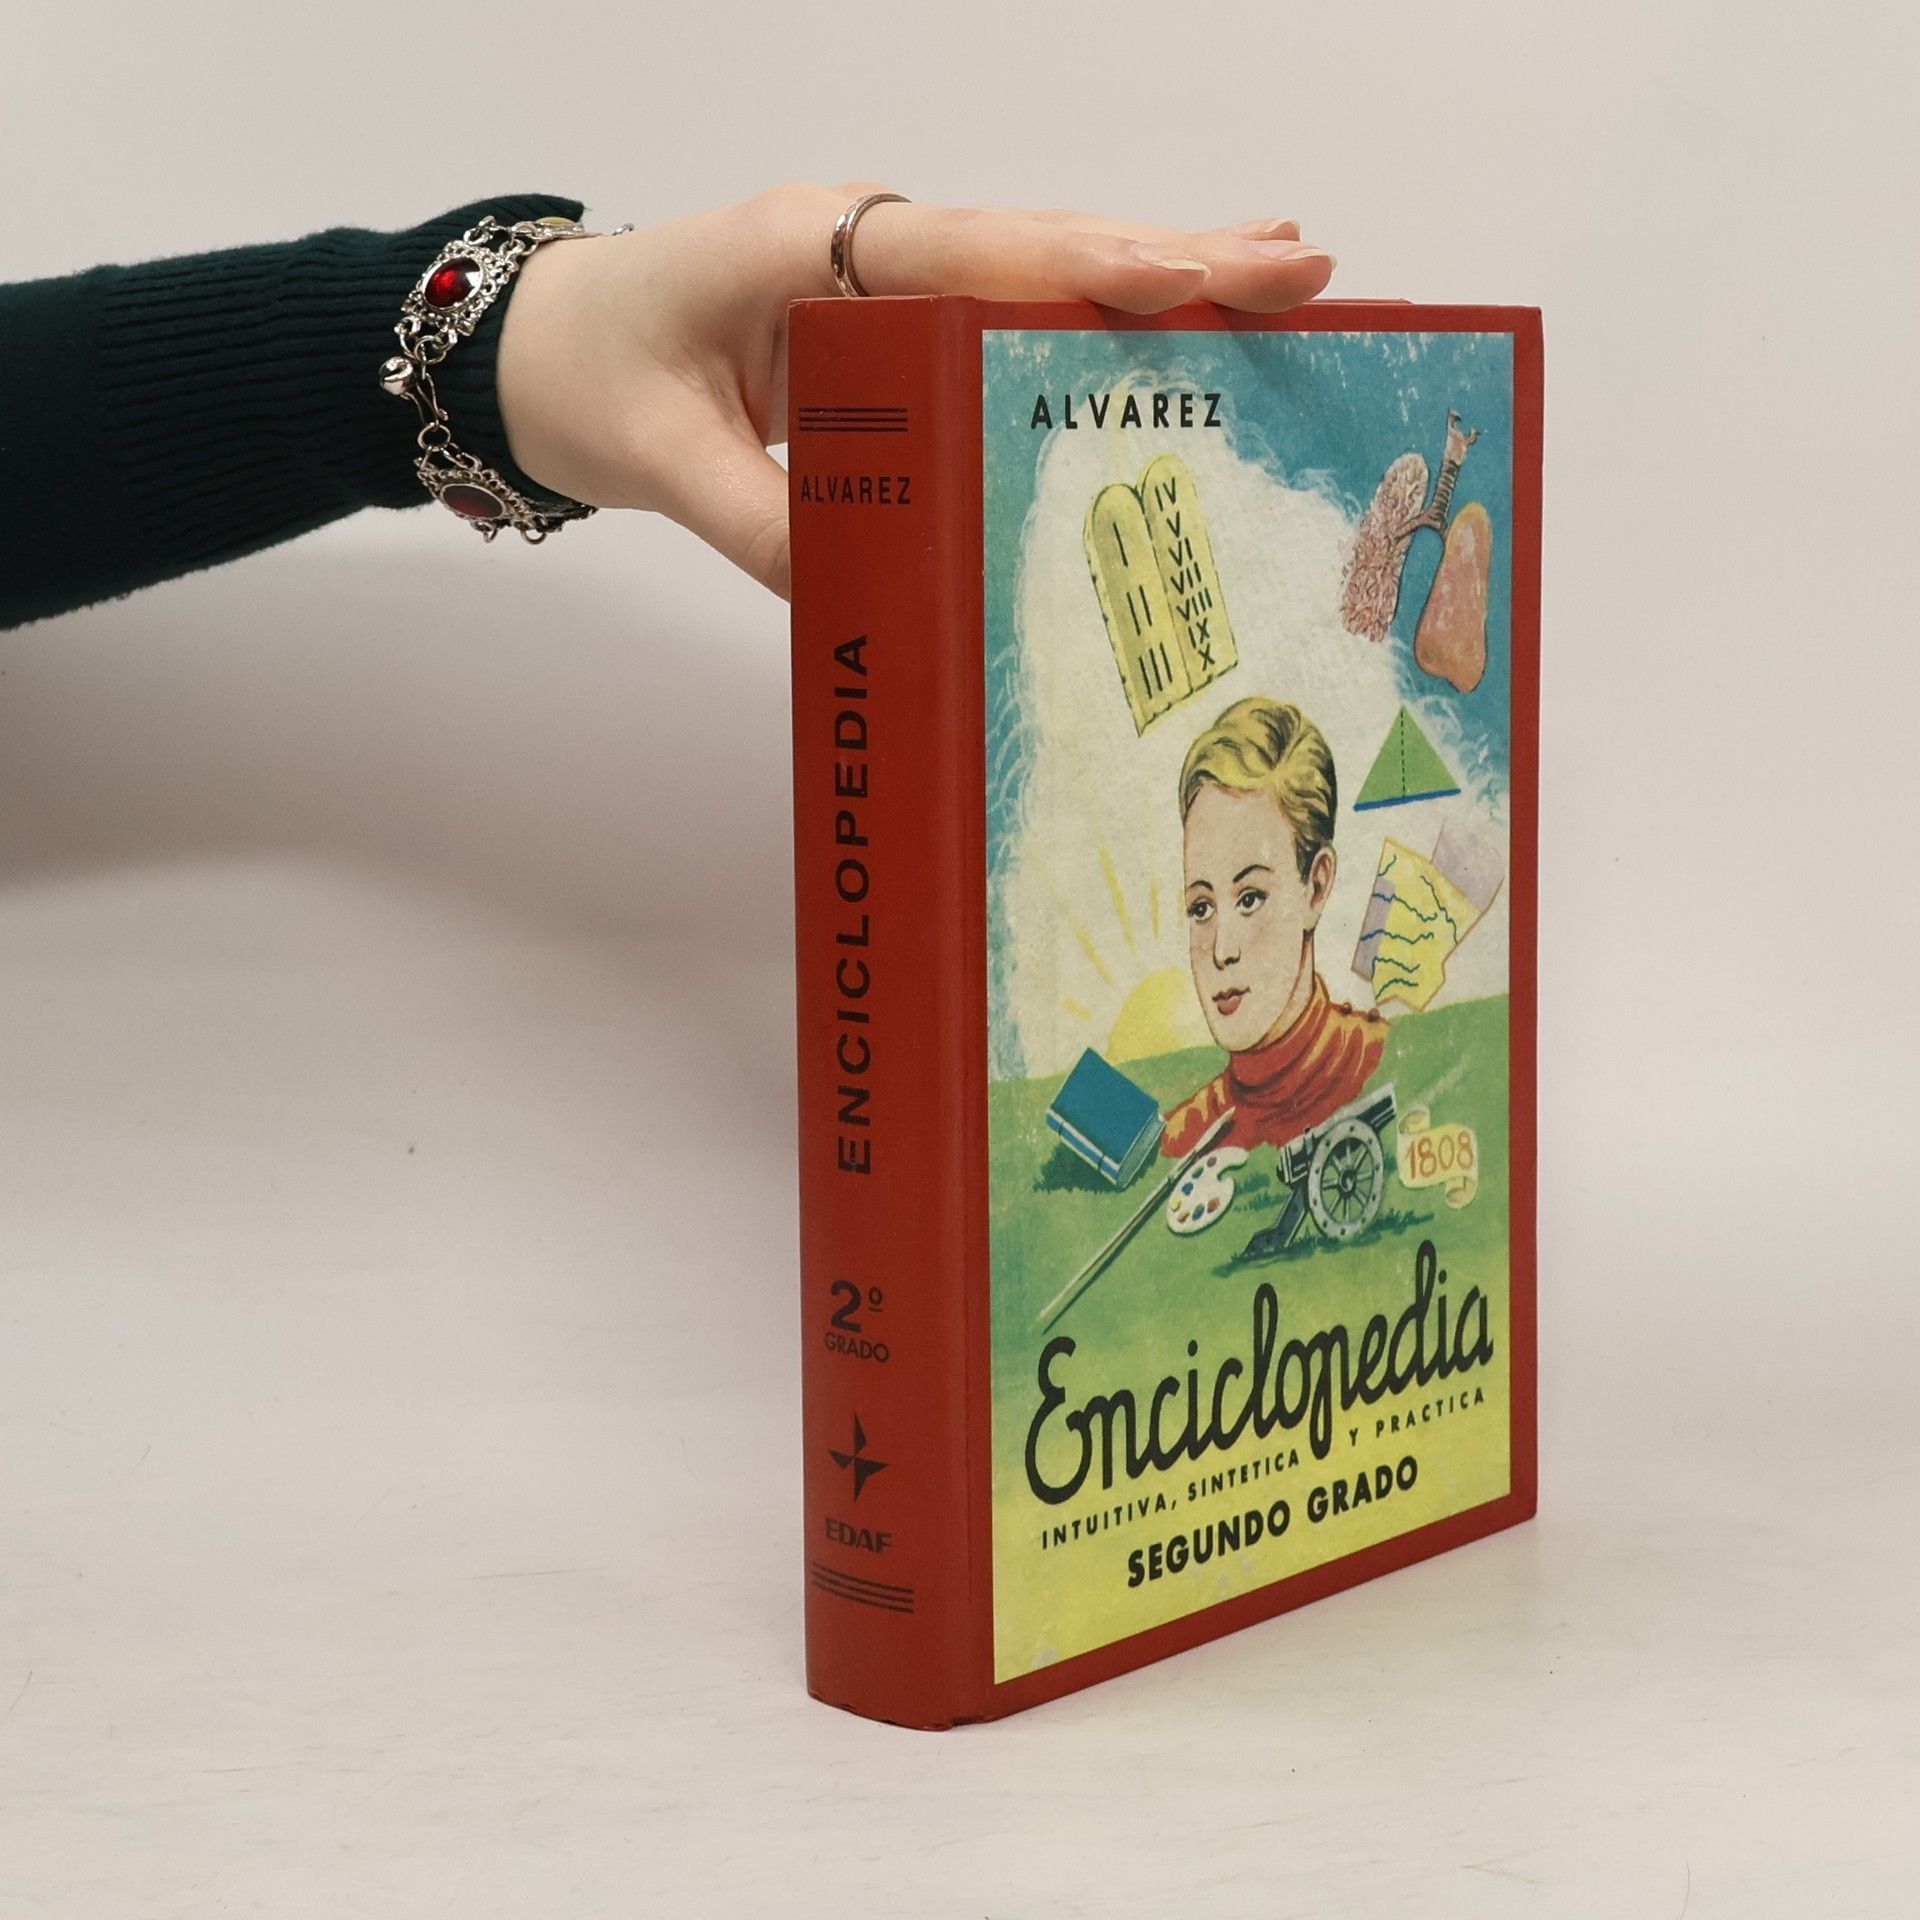 ALVAREZ
ENCICLOPEDIA
2º
GRADO
EDAF
ALVAREZ
I
II
III
IV
V
VI
VII
VIII
IX
X
1808
Enciclopedia
INTUITIVA, SINTETICA Y PRACTICA
SEGUNDO GRADO